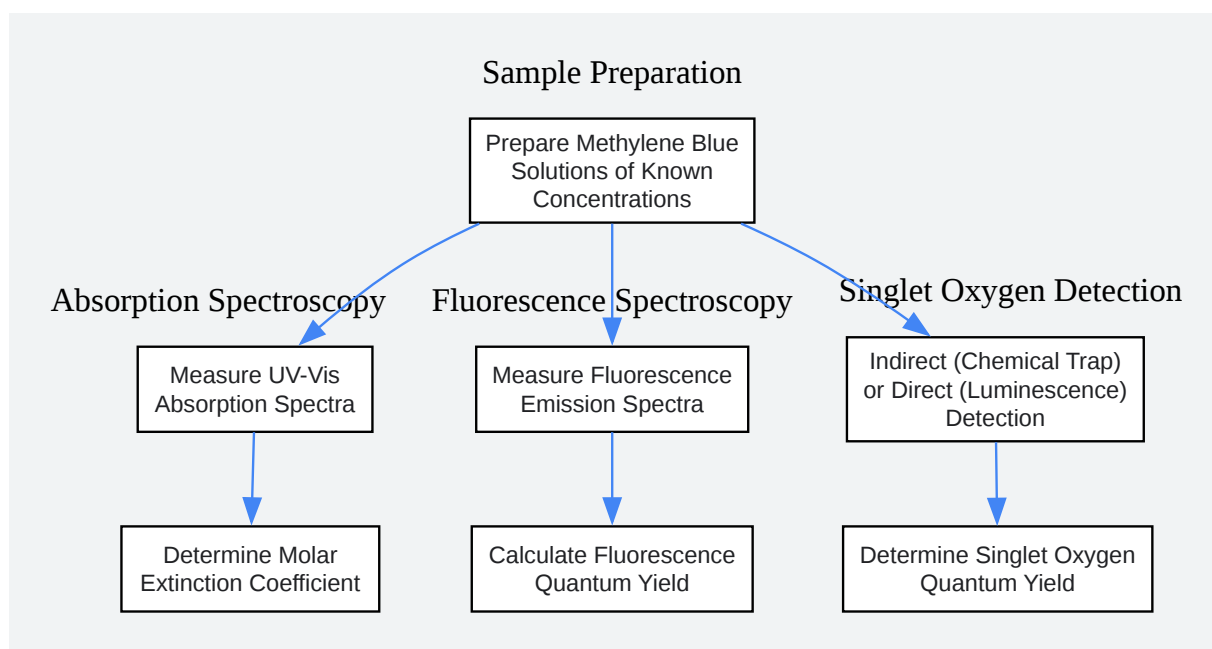 Sample Preparation
Prepare Methylene Blue
Solutions of Known
Concentrations
Absorption Spectroscopy
Measure UV-Vis
Absorption Spectra
Determine Molar
Extinction Coefficient
Fluorescence Spectroscopy
Measure Fluorescence
Emission Spectra
Calculate Fluorescence
Quantum Yield
Singlet Oxygen Detection
Indirect (Chemical Trap)
or Direct (Luminescence)
Detection
Determine Singlet Oxygen
Quantum Yield